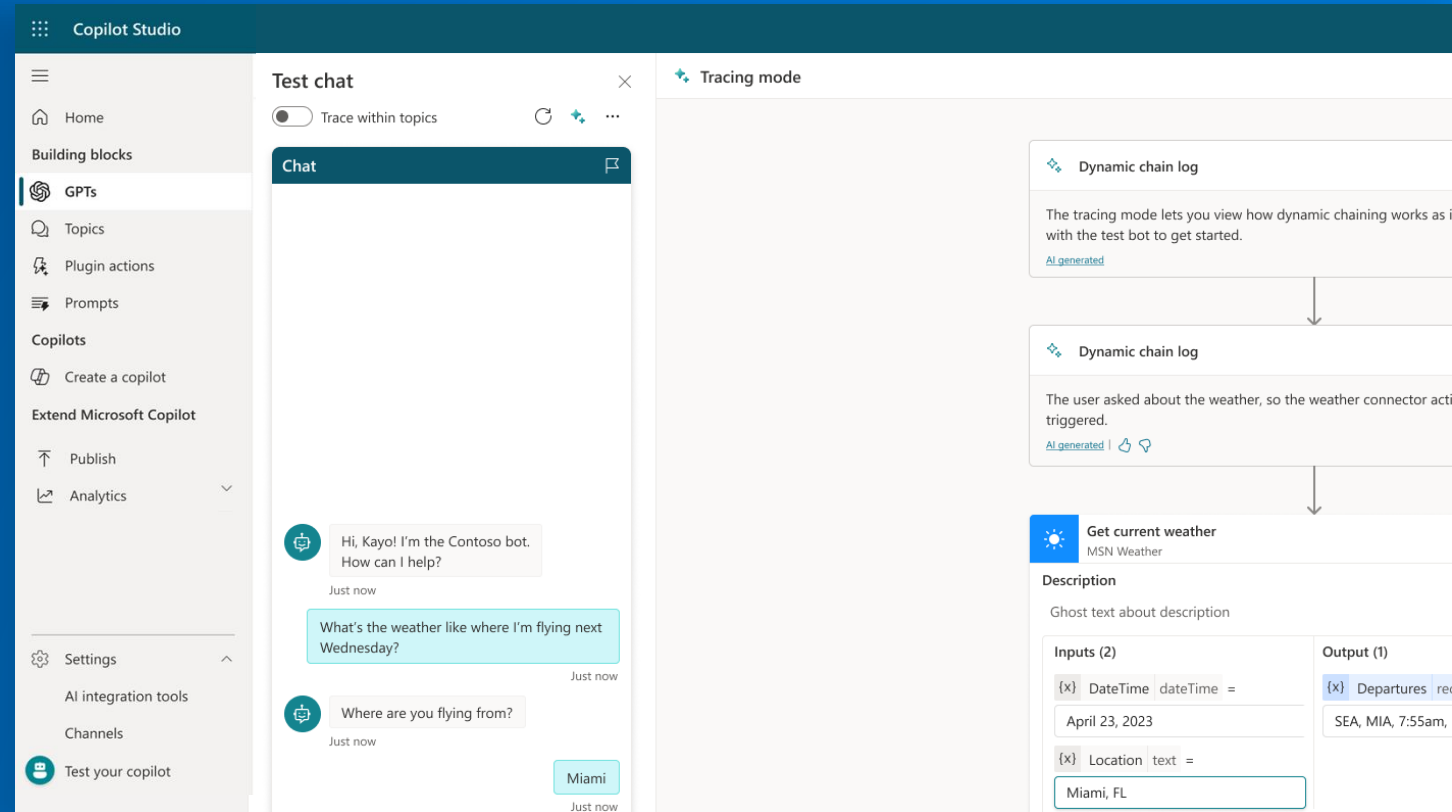 Copilot Studio
Home
Building blocks
GPTs
Topics
Plugin actions
Prompts
Copilots
Create a copilot
Extend Microsoft Copilot
Publish
Analytics
Settings
AI integration tools
Channels
Test your copilot
Test chat
Trace within topics
Chat
Hi, Kayo! I'm the Contoso bot.
How can I help?
Just now
What's the weather like where I'm flying next
Wednesday?
Just now
Where are you flying from?
Just now
Miami
Just now
Tracing mode
Dynamic chain log
The tracing mode lets you view how dynamic chaining works as
with the test bot to get started.
AI generated
Dynamic chain log
The user asked about the weather, so the weather connector
triggered.
AI generated |
Get current weather
MSN Weather
Description
Ghost text about description
Inputs (2)
{x} DateTime dateTime =
April 23, 2023
{x} Location text =
Miami, FL
Output (1)
{x} Departures
SEA, MIA, 7:55am,